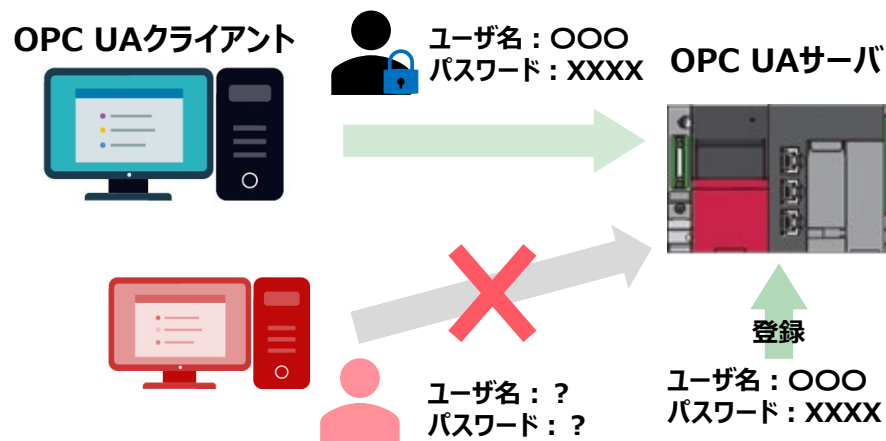 OPC UAクライアント
ユーザ名：〇〇〇
パスワード：XXXX
OPC UAサーバ
登録
ユーザ名：？
パスワード：？
ユーザ名：〇〇〇
パスワード：XXXX